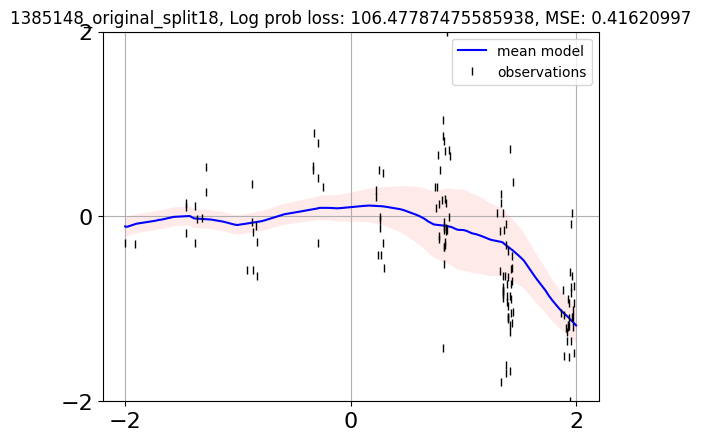 1385148_original_split18, Log prob loss: 106.47787475585938, MSE: 0.41620997
2
mean model
observations
0
−2
−2
0
2